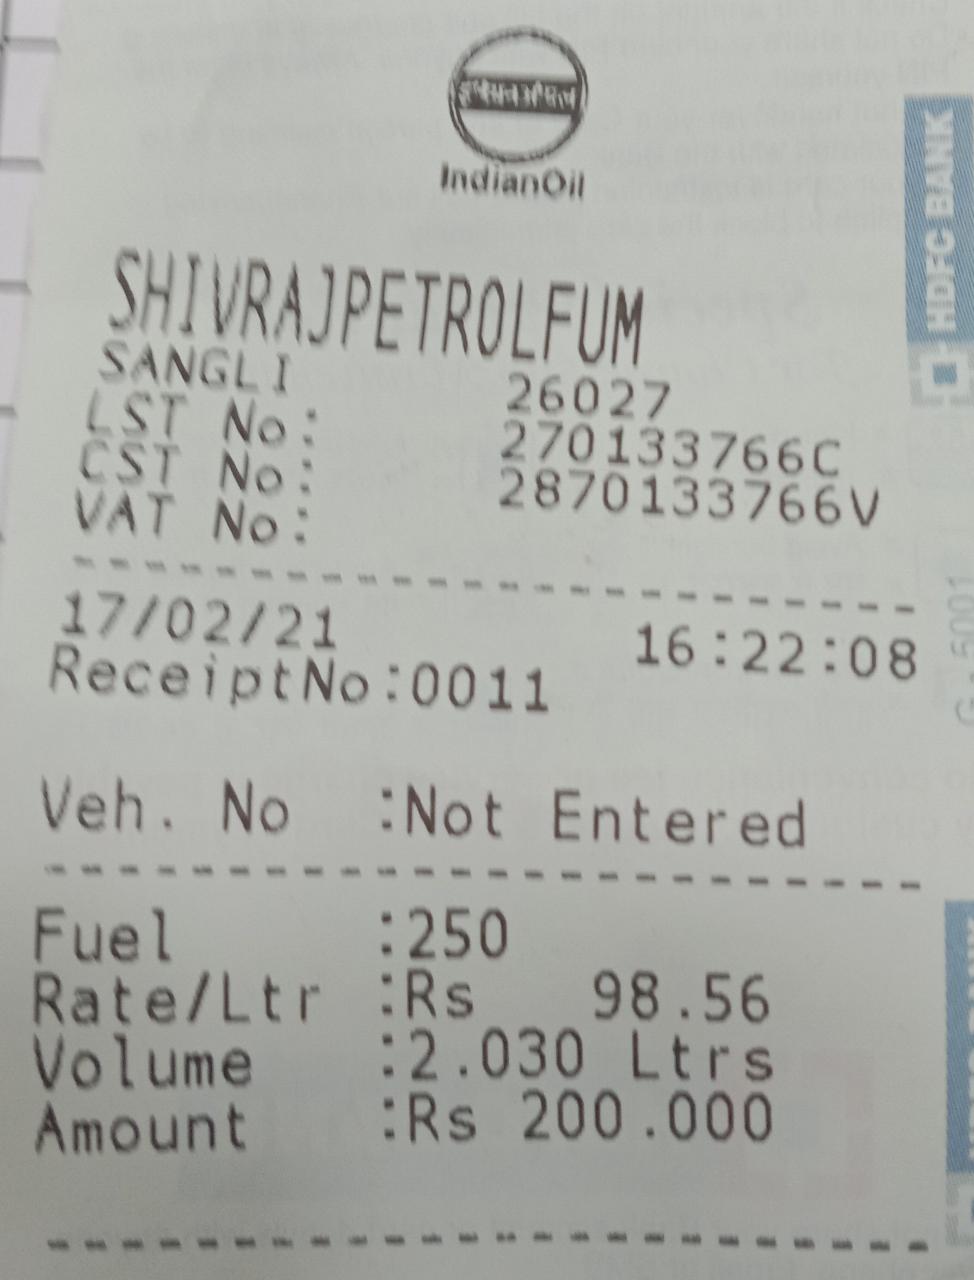 IndianOil
SHIVRAJPETROLFUM
SANGLI
LST No: 26027
CST No: 270133766C
VAT No: 2870133766V
17/02/21 16:22:08
ReceiptNo:0011
Veh. No :Not Entered
Fuel :250
Rate/Ltr :Rs 98.56
Volume :2.030 Ltrs
Amount :Rs 200.000
HDFC BANK